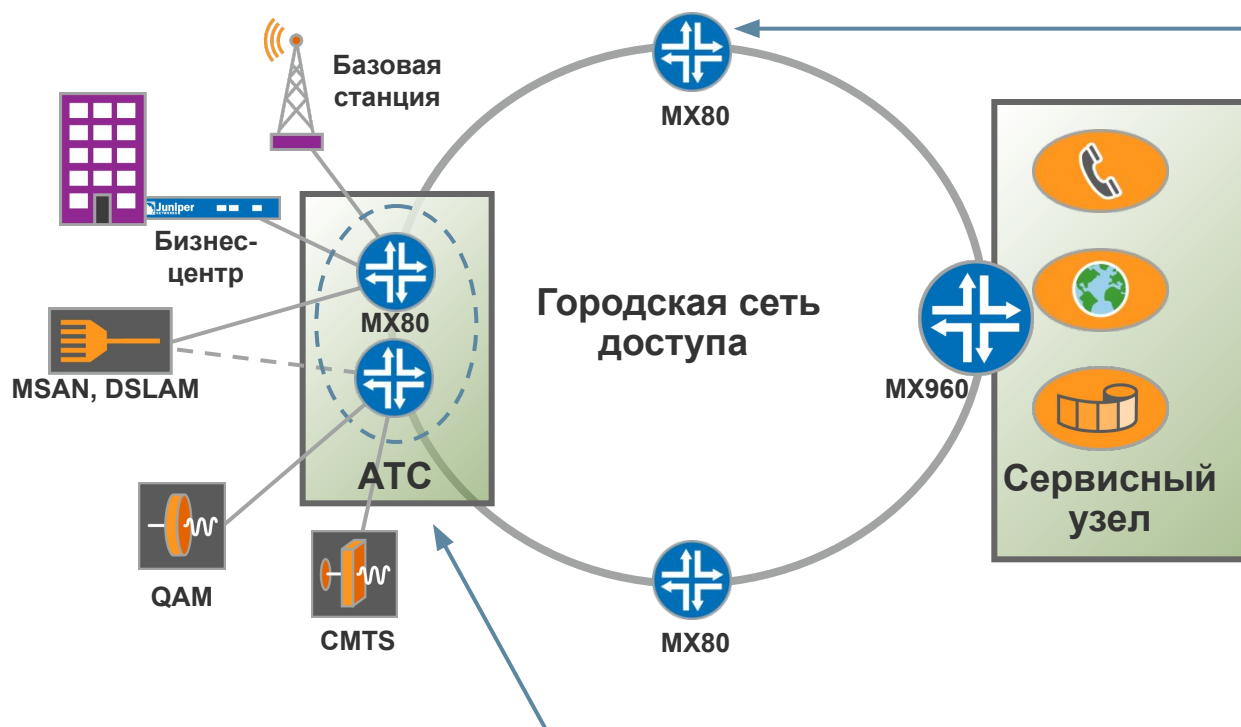 Базовая
станция
MX80
Juniper
NETWORKS
Бизнес-
центр
MX80
Городская сеть
доступа
MSAN, DSLAM
MX960
АТС
Сервисный
узел
QAM
CMTS
MX80